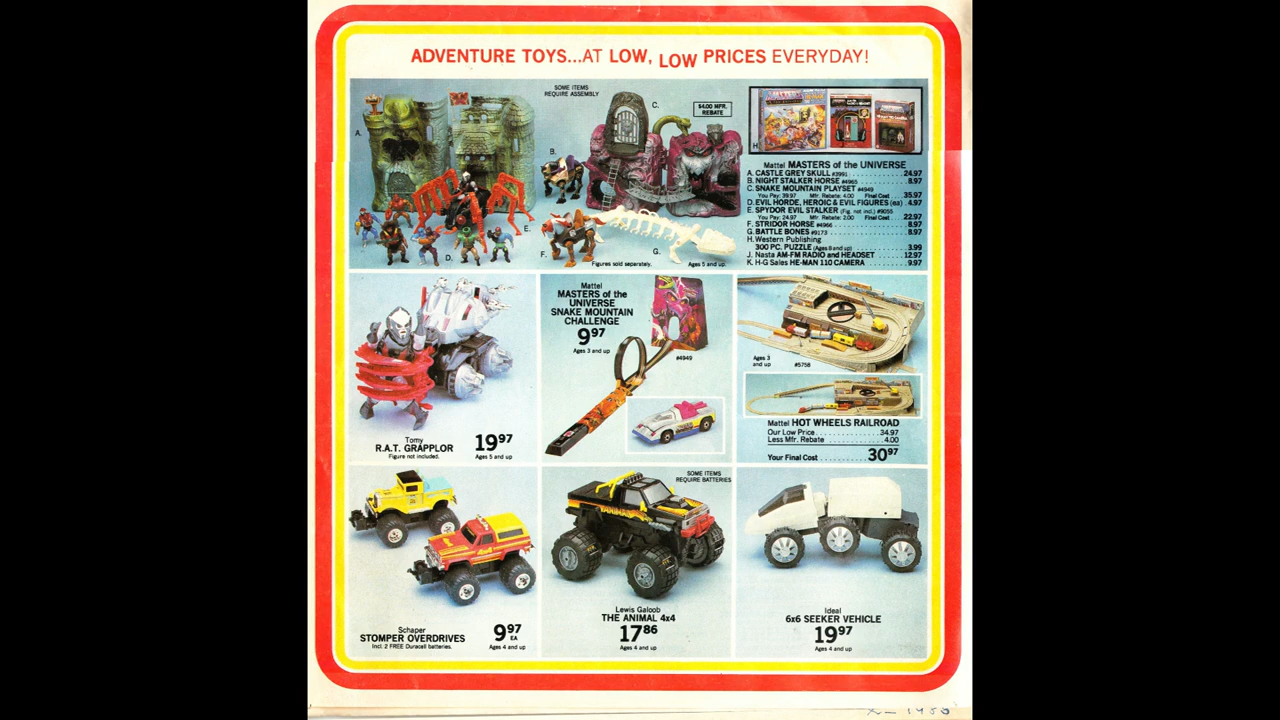 ADVENTURE TOYS...AT LOW, LOW PRICES EVERYDAY!
SOME ITEMS
REQUIRE ASSEMBLY
A.
B.
C.
$4.00 MFR.
REBATE
D.
E.
F.
G.
H.
Figures sold separately.
Ages 5 and up.
Mattel MASTERS of the UNIVERSE
A. CASTLE GREY SKULL #3991 .......... 24.97
B. NIGHT STALKER HORSE #4965 .......... 8.97
C. SNAKE MOUNTAIN PLAYSET #4949
You Pay: 39.97 Mfr. Rebate: 4.00 Final Cost .. 35.97
D. EVIL HORDE, HEROIC & EVIL FIGURES (ea) . 4.97
E. SPYDOR EVIL STALKER (Fig. not incl.) #9055
You Pay: 24.97 Mfr. Rebate: 2.00 Final Cost .. 22.97
F. STRIDOR HORSE #4966 .......... 8.97
G. BATTLE BONES #9173 .......... 8.97
H. Western Publishing
300 PC. PUZZLE (Ages 8 and up) .......... 3.99
J. Nasta AM-FM RADIO and HEADSET ........ 12.97
K. H-G Sales HE-MAN 110 CAMERA .......... 9.97
Tomy
R.A.T. GRAPPLOR
Figure not included.
19 97
Ages 5 and up
Mattel
MASTERS of the
UNIVERSE
SNAKE MOUNTAIN
CHALLENGE
9 97
Ages 3 and up
#4949
Ages 3
and up
#5758
Mattel HOT WHEELS RAILROAD
Our Low Price .......... 34.97
Less Mfr. Rebate .......... 4.00
Your Final Cost .......... 30 97
Schaper
STOMPER OVERDRIVES
Incl. 2 FREE Duracell batteries.
9 97
EA
Ages 4 and up
SOME ITEMS
REQUIRE BATTERIES
Lewis Galoob
THE ANIMAL 4x4
17 86
Ages 4 and up
Ideal
6x6 SEEKER VEHICLE
19 97
Ages 4 and up